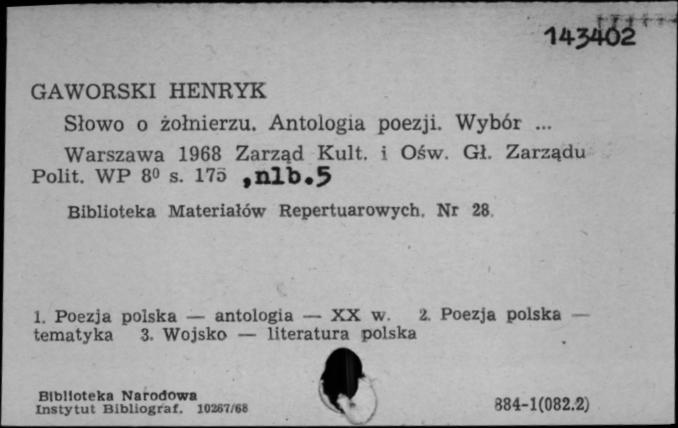 143402
GAWORSKI HENRYK
Słowo o żołnierzu. Antologia poezji. Wybór ...
Warszawa 1968 Zarząd Kult. i Ośw. Gł. Zarządu
Polit. WP 8⁰ s. 175 ,nlb.5
Biblioteka Materiałów Repertuarowych. Nr 28.
1. Poezja polska — antologia — XX w. 2. Poezja polska —
tematyka 3. Wojsko — literatura polska
Biblioteka Narodowa
Instytut Bibliograf. 10267/68
884-1(082.2)